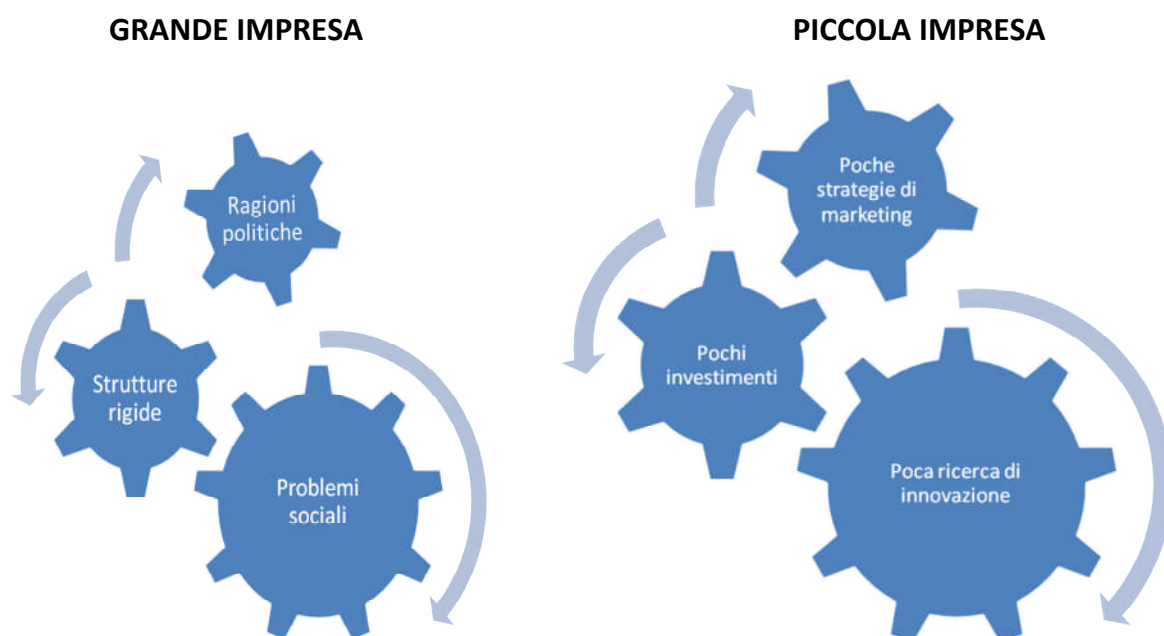 GRANDE IMPRESA
Ragioni
politiche
Strutture
rigide
Problemi
sociali
PICCOLA IMPRESA
Poche
strategie di
marketing
Pochi
investimenti
Poca ricerca di
innovazione